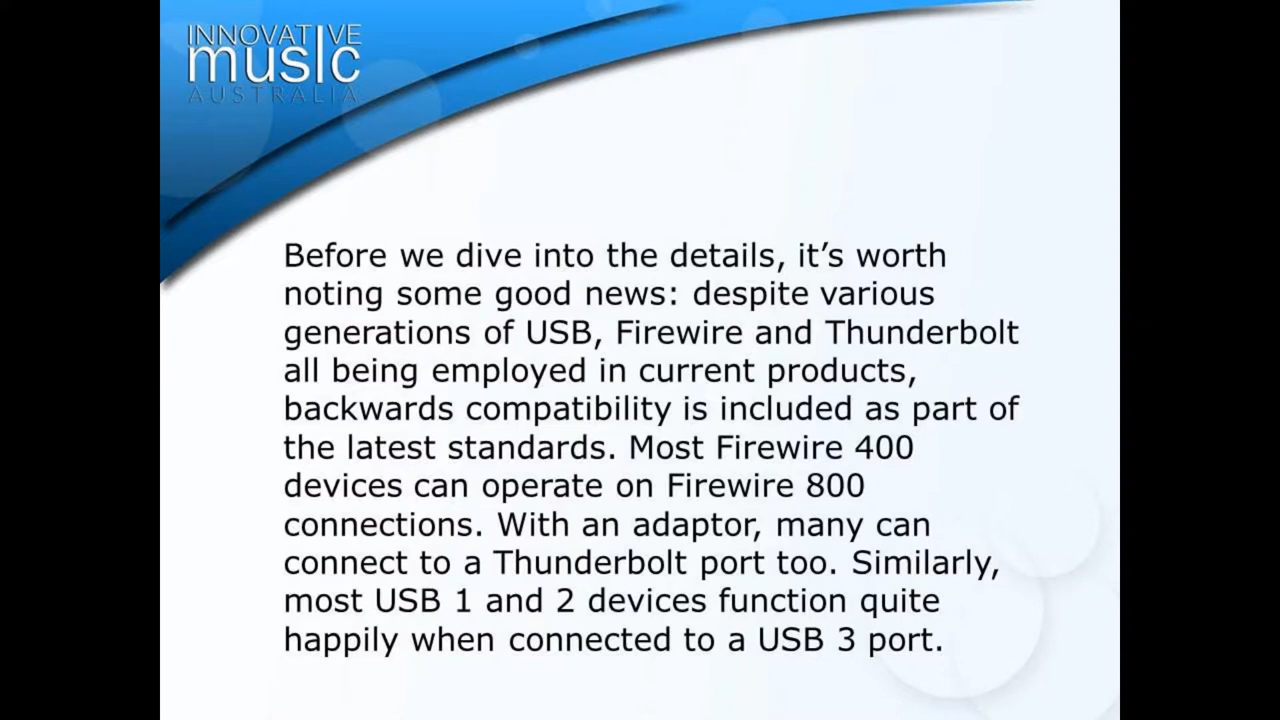 INNOVATIVE
music
AUSTRALIA
Before we dive into the details, it’s worth
noting some good news: despite various
generations of USB, Firewire and Thunderbolt
all being employed in current products,
backwards compatibility is included as part of
the latest standards. Most Firewire 400
devices can operate on Firewire 800
connections. With an adaptor, many can
connect to a Thunderbolt port too. Similarly,
most USB 1 and 2 devices function quite
happily when connected to a USB 3 port.